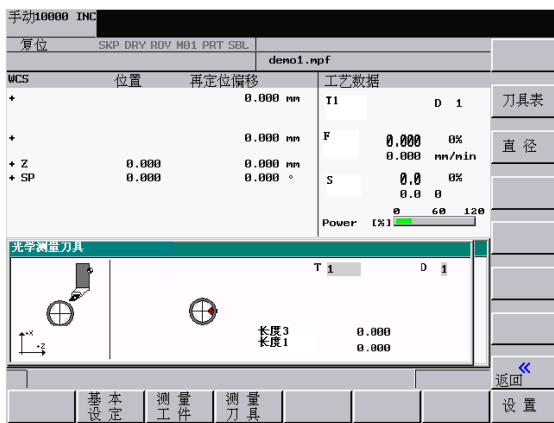 手动10000 INC
复位 SKP DRY ROV M01 PRT SBL
demo1.mpf
WCS 位置 再定位偏移 工艺数据
+ 0.000 mm T1 D 1 刀具表
+ 0.000 mm F 0.000 0% 直 径
0.000 mm/min
+ Z 0.000 0.000 mm
+ SP 0.000 0.000 ° S 0.0 0%
0.0 0
0 60 120
Power [%]
光学测量刀具
T 1 D 1
+X
+Z
长度3 0.000
长度1 0.000
«
返回
基 本 设 定
测 量 工 件
测 量 刀 具
设 置